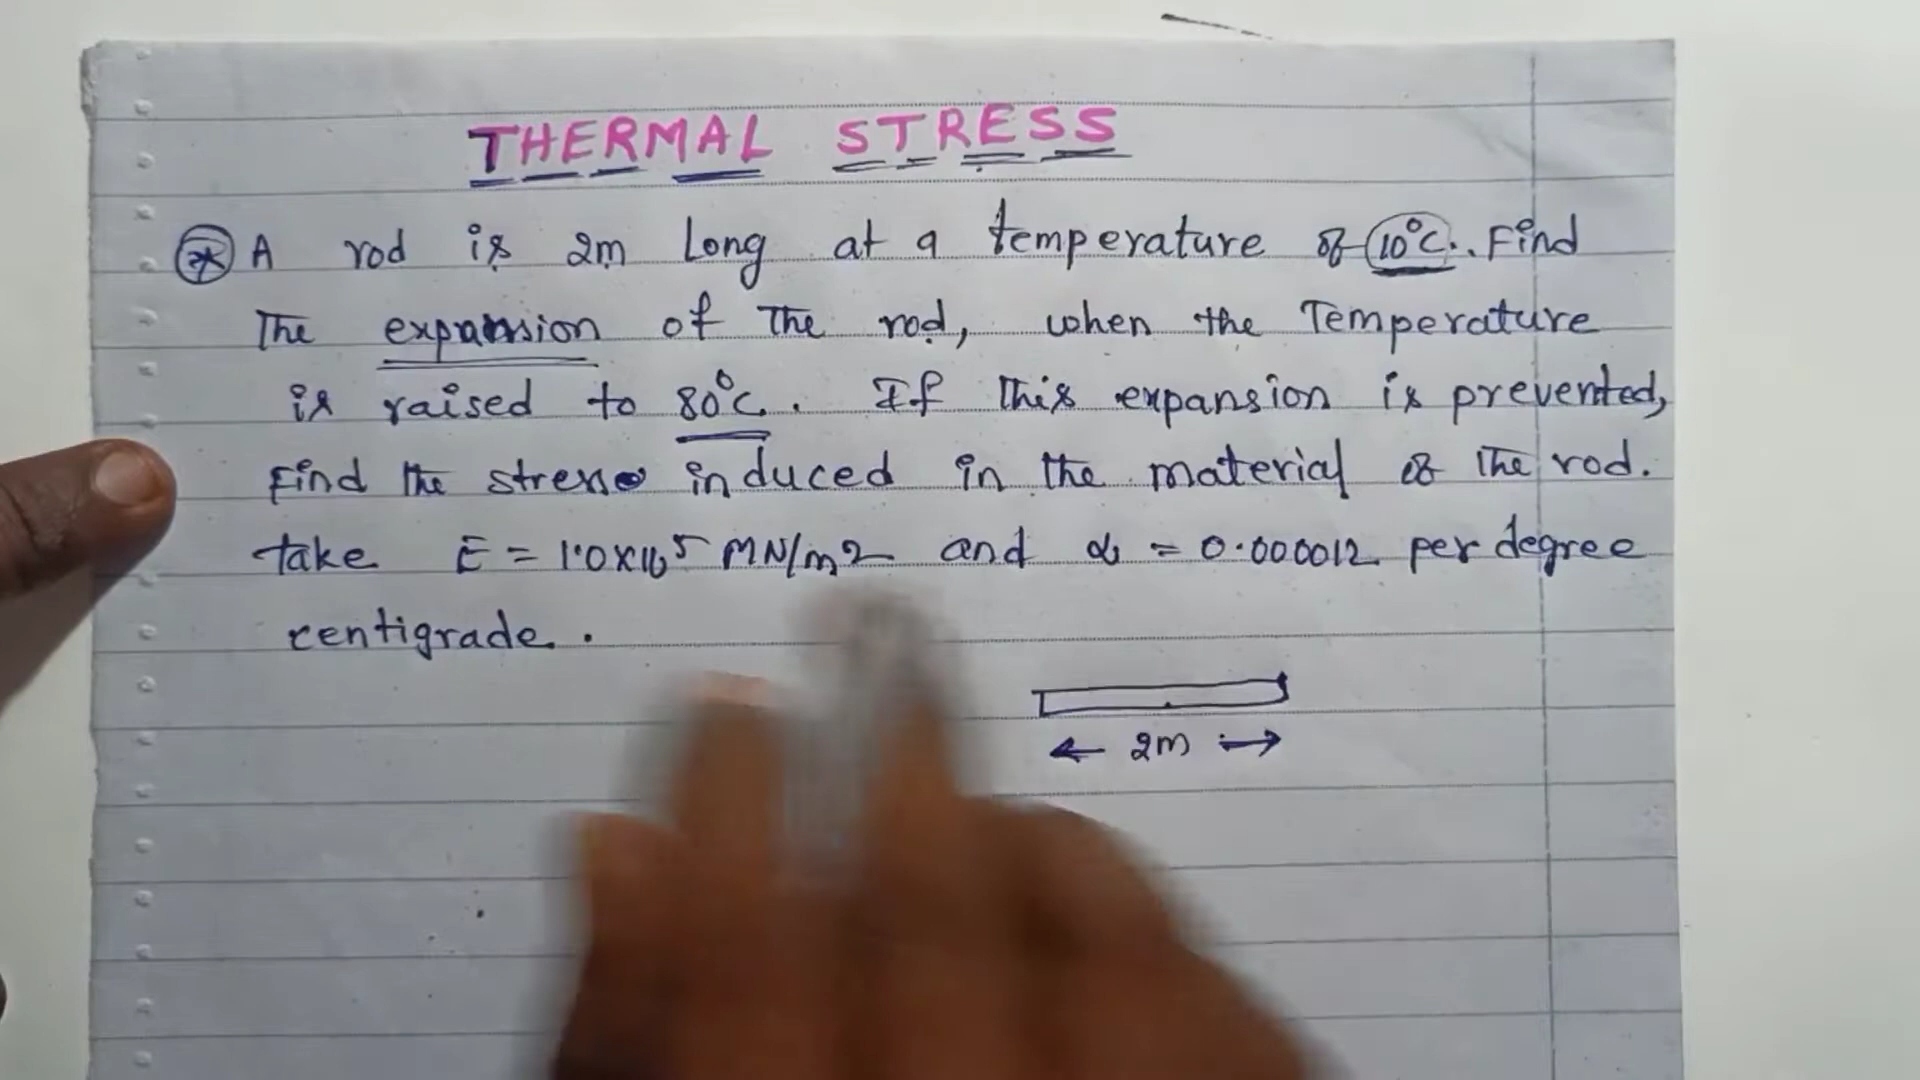 THERMAL STRESS
* A rod is 2m Long at a temperature of 10°C. Find
The expansion of The rod, when the Temperature
is raised to 80°C. If This expansion is prevented,
Find the stress induced in the material of The rod.
take E = 1.0×10⁵ MN/m² and α = 0.000012 per degree
centigrade.
← 2m →